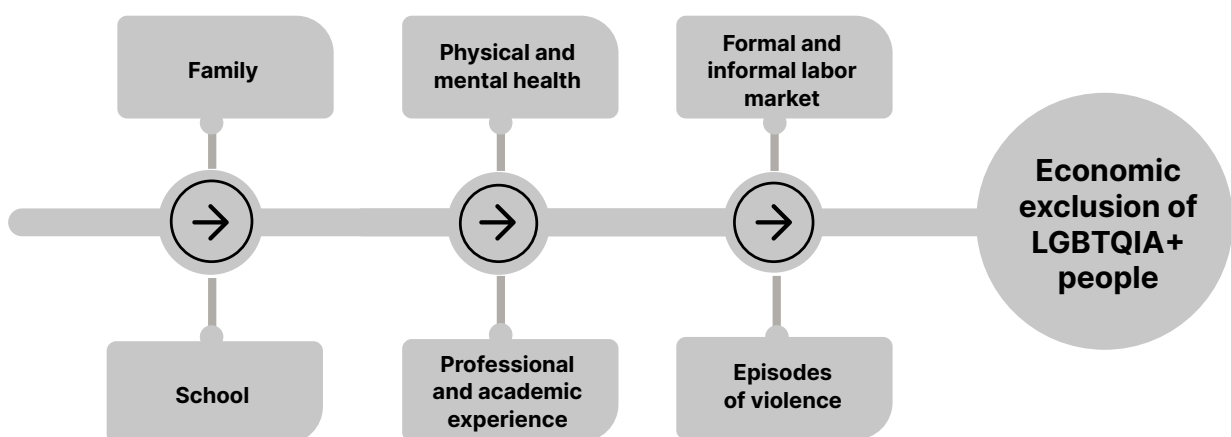 Family
Physical and
mental health
Formal and
informal labor
market
Economic
exclusion of
LGBTQIA+
people
School
Professional
and academic
experience
Episodes
of violence